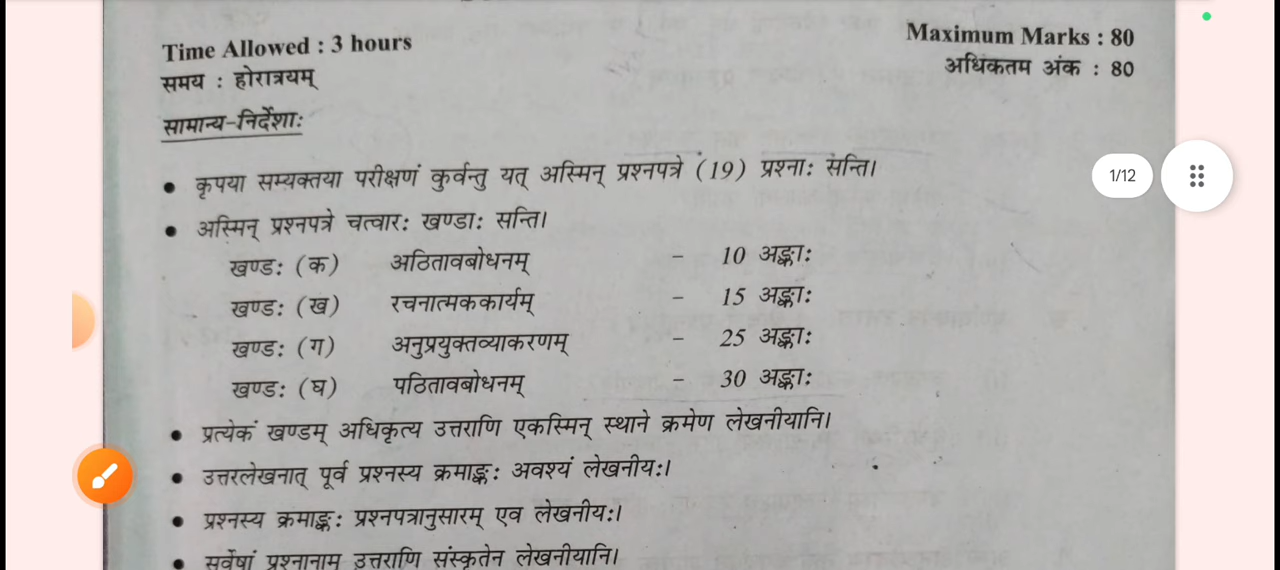 Time Allowed : 3 hours
Maximum Marks : 80
समय : होरात्रयम्
अधिकतम अंक : 80
सामान्य-निर्देशाः
• कृपया सम्यक्तया परीक्षणं कुर्वन्तु यत् अस्मिन् प्रश्नपत्रे (19) प्रश्नाः सन्ति।
1/12
• अस्मिन् प्रश्नपत्रे चत्वारः खण्डाः सन्ति।
खण्डः (क) अठितावबोधनम् - 10 अङ्काः
खण्डः (ख) रचनात्मककार्यम् - 15 अङ्काः
खण्डः (ग) अनुप्रयुक्तव्याकरणम् - 25 अङ्काः
खण्डः (घ) पठितावबोधनम् - 30 अङ्काः
• प्रत्येकं खण्डम् अधिकृत्य उत्तराणि एकस्मिन् स्थाने क्रमेण लेखनीयानि।
• उत्तरलेखनात् पूर्व प्रश्नस्य क्रमाङ्कः अवश्यं लेखनीयः।
• प्रश्नस्य क्रमाङ्कः प्रश्नपत्रानुसारम् एव लेखनीयः।
• सर्वेषां प्रश्नानाम् उत्तराणि संस्कृतेन लेखनीयानि।